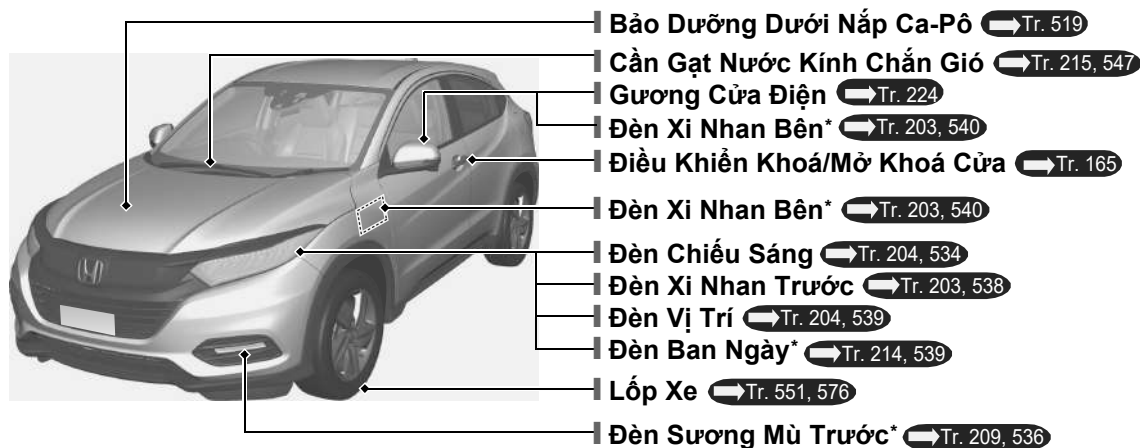 Bảo Dưỡng Dưới Nắp Ca-Pô Tr. 519
Cần Gạt Nước Kính Chắn Gió Tr. 215, 547
Gương Cửa Điện Tr. 224
Đèn Xi Nhan Bên* Tr. 203, 540
Điều Khiển Khoá/Mở Khoá Cửa Tr. 165
Đèn Xi Nhan Bên* Tr. 203, 540
Đèn Chiếu Sáng Tr. 204, 534
Đèn Xi Nhan Trước Tr. 203, 538
Đèn Vị Trí Tr. 204, 539
Đèn Ban Ngày* Tr. 214, 539
Lốp Xe Tr. 551, 576
Đèn Sương Mù Trước* Tr. 209, 536